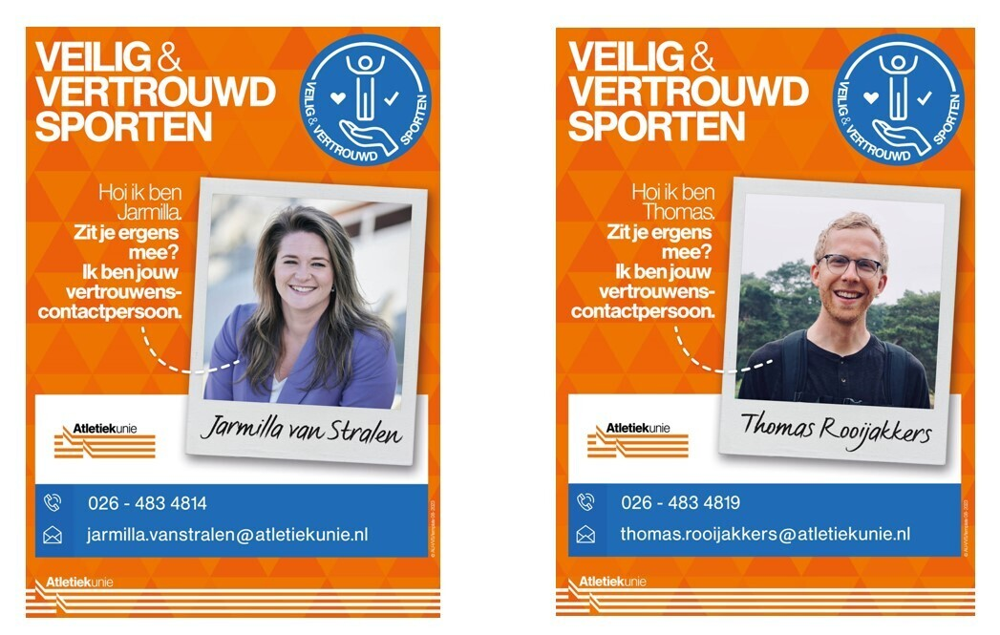 VEILIG &
VERTROUWD
SPORTEN
VEILIG & VERTROUWD SPORTEN
Hoi ik ben
Jarmilla.
Zit je ergens
mee?
Ik ben jouw
vertrouwens-
contactpersoon.
Jarmilla van Stralen
Atletiekunie
026 - 483 4814
jarmilla.vanstralen@atletiekunie.nl
Atletiekunie
VEILIG &
VERTROUWD
SPORTEN
VEILIG & VERTROUWD SPORTEN
Hoi ik ben
Thomas.
Zit je ergens
mee?
Ik ben jouw
vertrouwens-
contactpersoon.
Thomas Rooijakkers
Atletiekunie
026 - 483 4819
thomas.rooijakkers@atletiekunie.nl
Atletiekunie